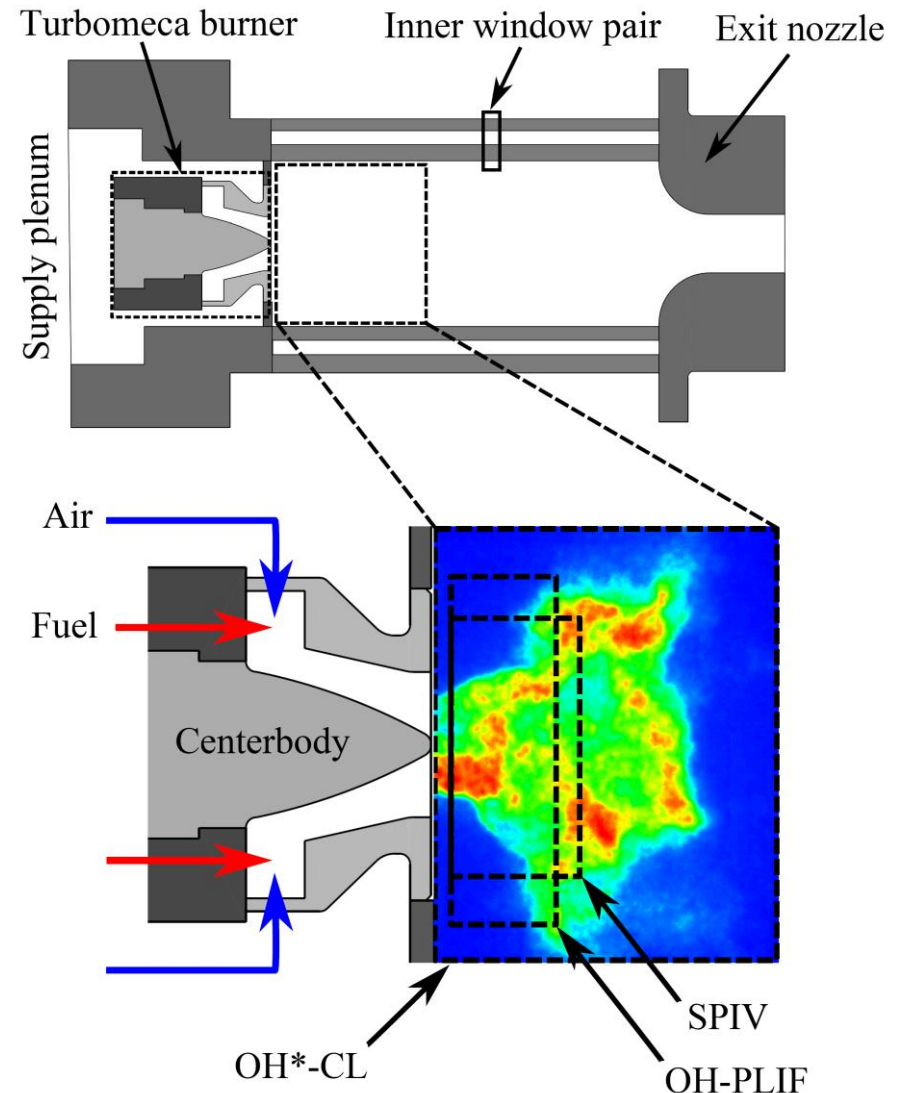 Turbomeca burner
Inner window pair
Exit nozzle
Supply plenum
Air
Fuel
Centerbody
SPIV
OH*-CL
OH-PLIF